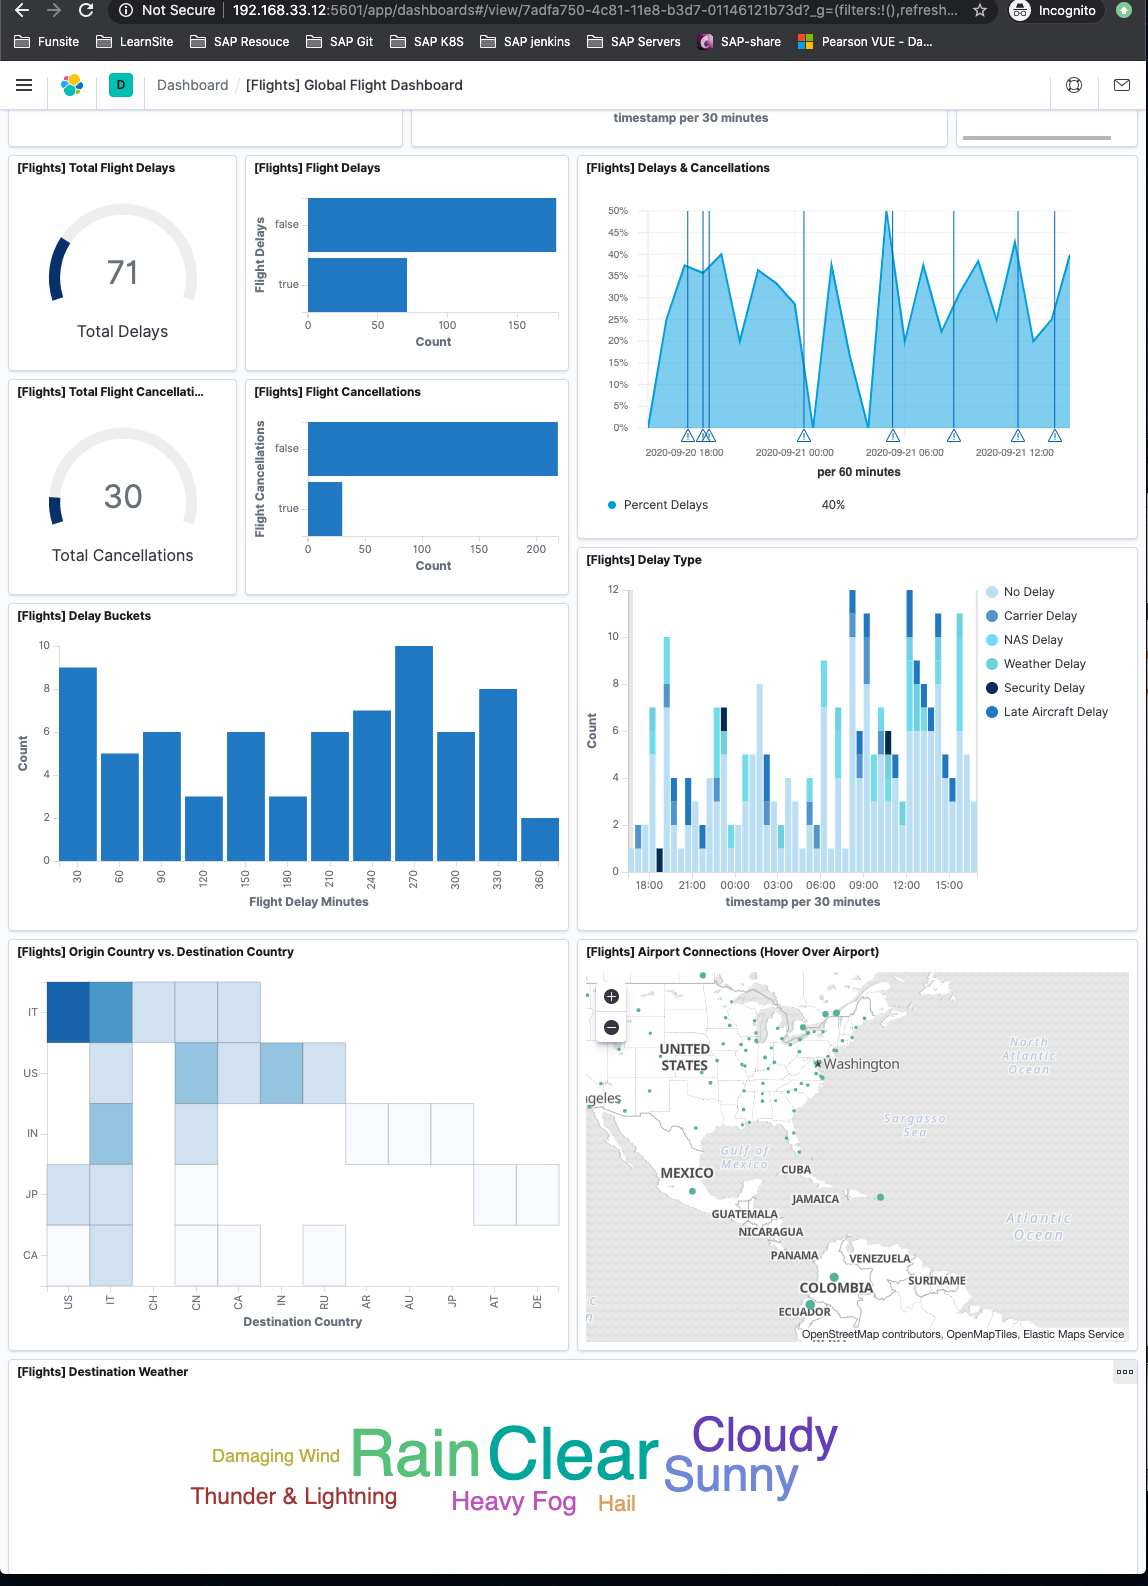 Not Secure | 192.168.33.12:5601/app/dashboards#/view/7adfa750-4c81-11e8-b3d7-01146121b73d?_g=(filters:!(),refresh... Incognito
Funsite LearnSite SAP Resouce SAP Git SAP K8S SAP jenkins SAP Servers SAP-share Pearson VUE - Da...
D Dashboard / [Flights] Global Flight Dashboard
timestamp per 30 minutes
[Flights] Total Flight Delays
71
Total Delays
[Flights] Flight Delays
Flight Delays
false
true
0 50 100 150
Count
[Flights] Delays & Cancellations
50%
45%
40%
35%
30%
25%
20%
15%
10%
5%
0%
2020-09-20 18:00 2020-09-21 00:00 2020-09-21 06:00 2020-09-21 12:00
per 60 minutes
Percent Delays 40%
[Flights] Total Flight Cancellati...
30
Total Cancellations
[Flights] Flight Cancellations
Flight Cancellations
false
true
0 50 100 150 200
Count
[Flights] Delay Type
12
10
8
6
4
2
0
Count
18:00 21:00 00:00 03:00 06:00 09:00 12:00 15:00
timestamp per 30 minutes
No Delay
Carrier Delay
NAS Delay
Weather Delay
Security Delay
Late Aircraft Delay
[Flights] Delay Buckets
10
8
6
4
2
0
Count
30 60 90 120 150 180 210 240 270 300 330 360
Flight Delay Minutes
[Flights] Origin Country vs. Destination Country
IT
US
IN
JP
CA
US IT CH CN CA IN RU AR AU JP AT DE
Destination Country
[Flights] Airport Connections (Hover Over Airport)
UNITED
STATES
Washington
geles
North
Atlantic
Ocean
Sargasso
Sea
Gulf of
Mexico
MEXICO
CUBA
JAMAICA
GUATEMALA
NICARAGUA
PANAMA
VENEZUELA
COLOMBIA
SURINAME
ECUADOR
Atlantic
Ocean
OpenStreetMap contributors, OpenMapTiles, Elastic Maps Service
[Flights] Destination Weather
Damaging Wind Rain Clear Cloudy
Sunny
Thunder & Lightning Heavy Fog Hail